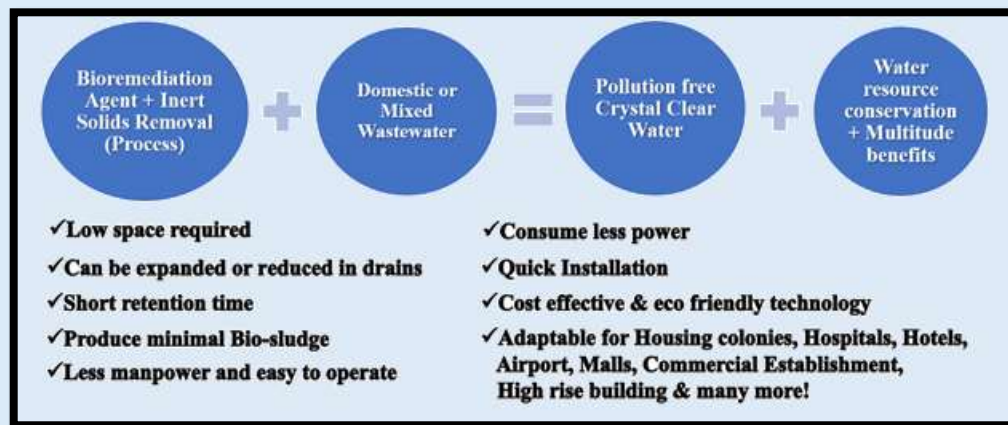 Bioremediation
Agent + Inert
Solids Removal
(Process)
+
Domestic or
Mixed
Wastewater
=
Pollution free
Crystal Clear
Water
+
Water
resource
conservation
+ Multitude
benefits
✓Low space required
✓Can be expanded or reduced in drains
✓Short retention time
✓Produce minimal Bio-sludge
✓Less manpower and easy to operate
✓Consume less power
✓Quick Installation
✓Cost effective & eco friendly technology
✓Adaptable for Housing colonies, Hospitals, Hotels,
Airport, Malls, Commercial Establishment,
High rise building & many more!